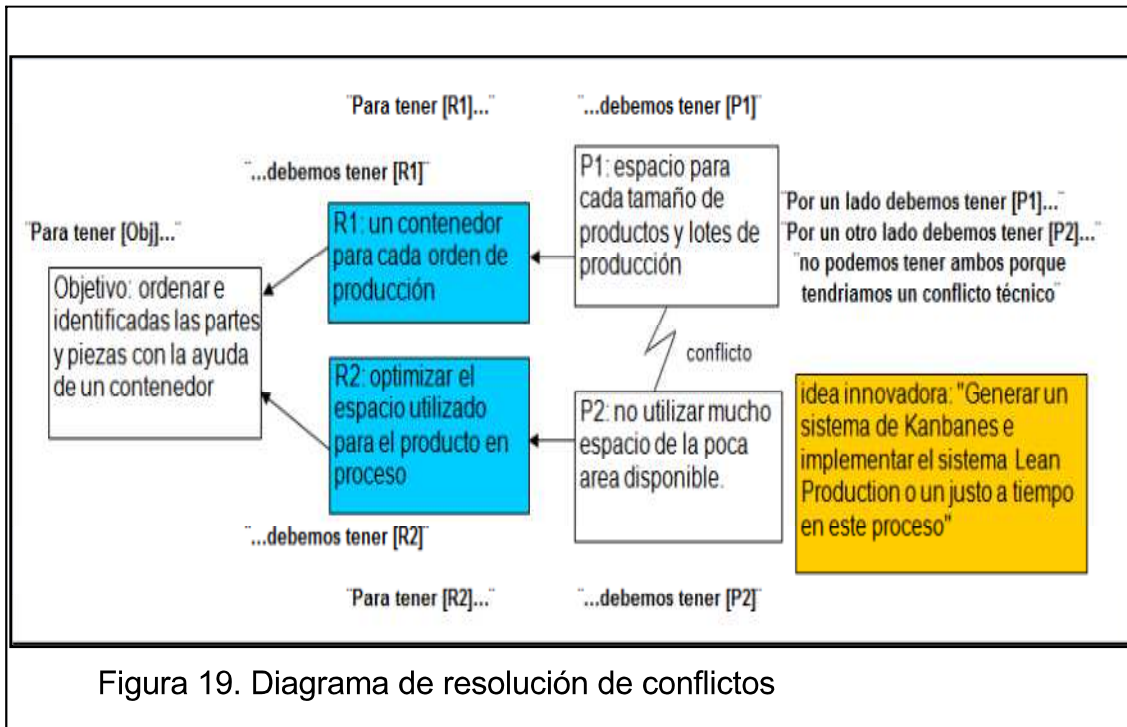 ¨Para tener [R1]...¨
¨...debemos tener [P1]¨
¨...debemos tener [R1]¨
¨Para tener [Obj]...¨
Objetivo: ordenar e
identificadas las partes
y piezas con la ayuda
de un contenedor
R1: un contenedor
para cada orden de
producción
P1: espacio para
cada tamaño de
productos y lotes de
producción
¨Por un lado debemos tener [P1]...¨
¨Por un otro lado debemos tener [P2]...¨
¨no podemos tener ambos porque
tendriamos un conflicto técnico¨
conflicto
R2: optimizar el
espacio utilizado
para el producto en
proceso
P2: no utilizar mucho
espacio de la poca
area disponible.
idea innovadora: "Generar un
sistema de Kanbanes e
implementar el sistema Lean
Production o un justo a tiempo
en este proceso"
¨...debemos tener [R2]¨
¨Para tener [R2]...¨
¨...debemos tener [P2]¨
Figura 19. Diagrama de resolución de conflictos